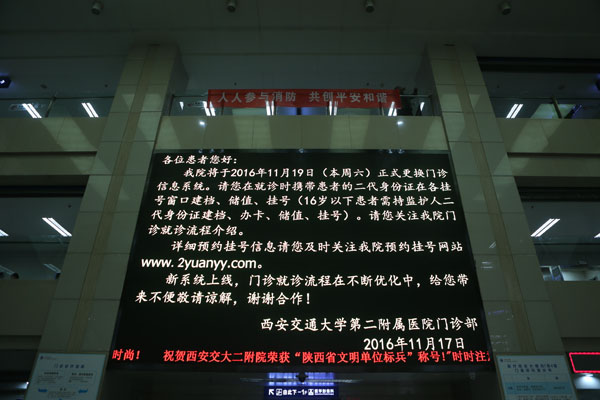 人人参与消防 共创平安和谐
各位患者您好：
我院将于2016年11月19日（本周六）正式更换门诊
信息系统。请您在就诊时携带患者的二代身份证在各挂
号窗口建档、储值、挂号（16岁以下患者需持监护人二
代身份证建档、办卡、储值、挂号）。请您关注我院门
诊就诊流程介绍。
详细预约挂号信息请您及时关注我院预约挂号网站
www.2yuanyy.com。
新系统上线，门诊就诊流程在不断优化中，给您带
来不便敬请谅解，谢谢合作！
西安交通大学第二附属医院门诊部
2016年11月17日
时尚！ 祝贺西安交大二附院荣获“陕西省文明单位标兵”称号！"时时注